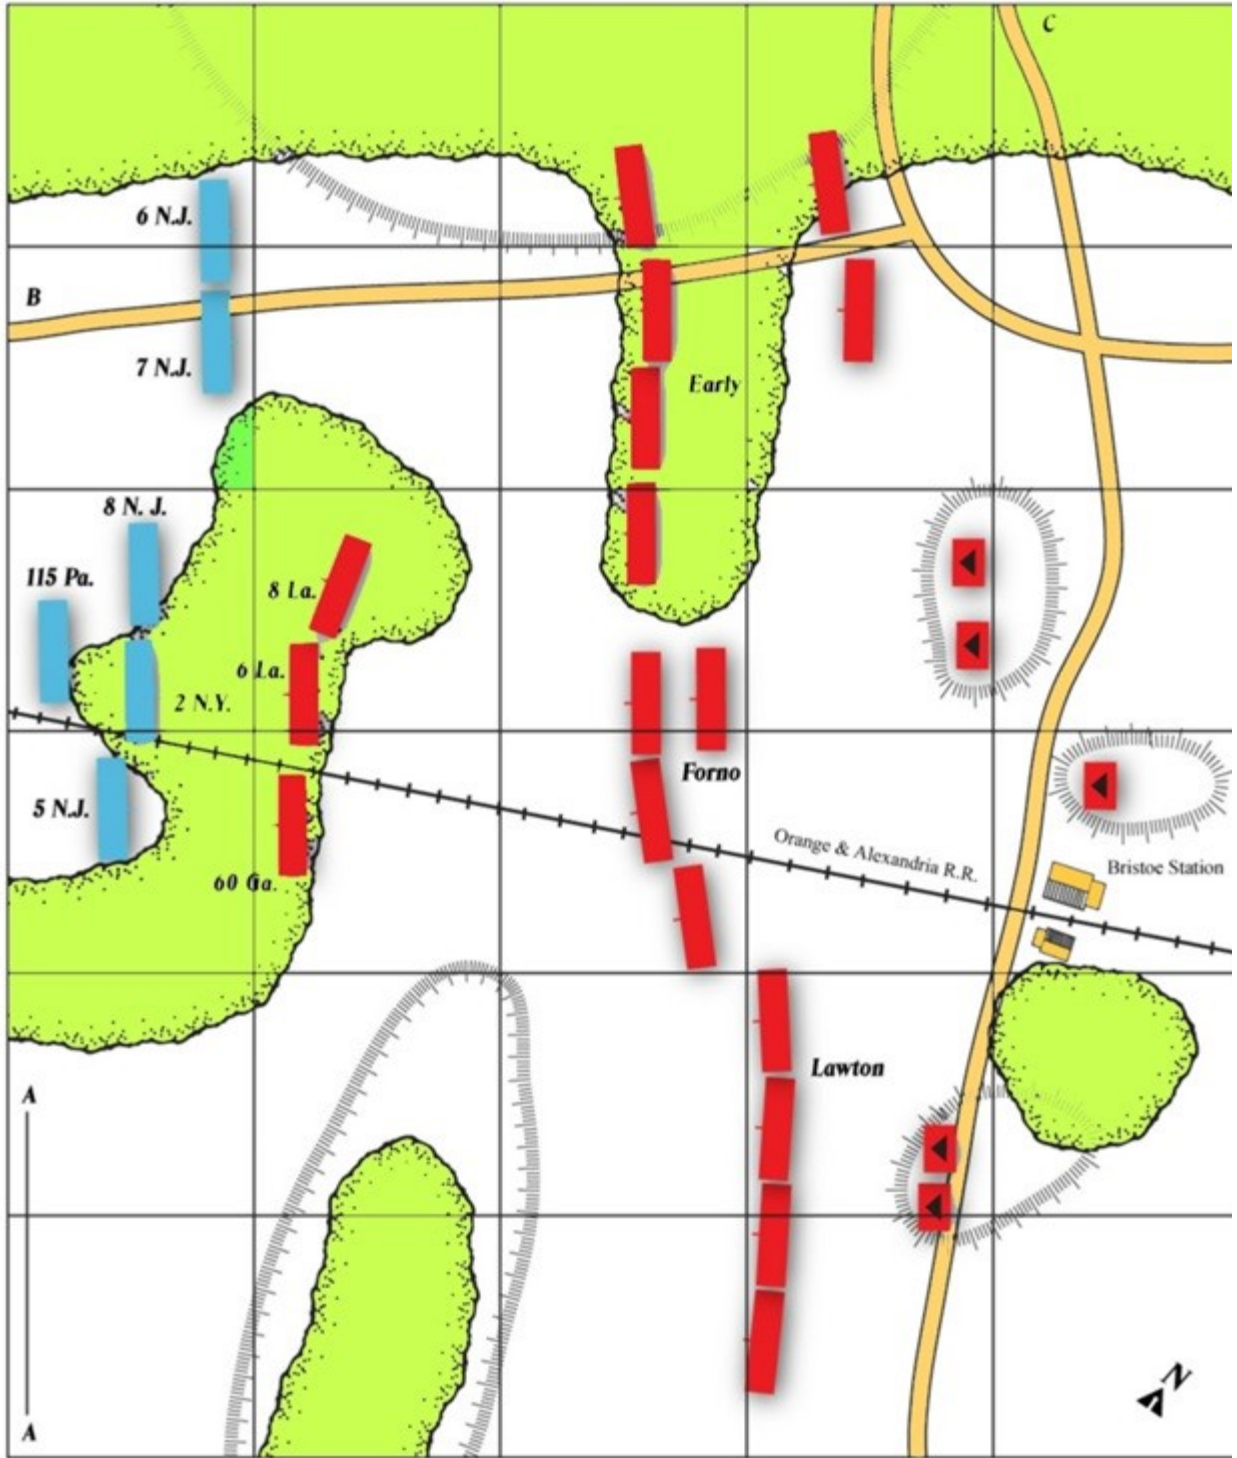 C
6 N.J.
B
7 N.J.
Early
8 N. J.
115 Pa.
8 La.
6 La.
2 N.Y.
Forno
5 N.J.
Orange & Alexandria R.R.
Bristoe Station
60 Ga.
A
Lawton
N
A